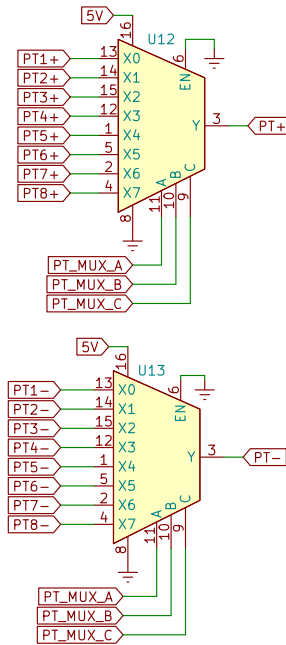 5V
16
U12
6
EN
PT1+ 13 X0
PT2+ 14 X1
PT3+ 15 X2
PT4+ 12 X3
PT5+ 1 X4
PT6+ 5 X5
PT7+ 2 X6
PT8+ 4 X7
Y 3 PT+
8
A
B
C
11
10
9
PT_MUX_A
PT_MUX_B
PT_MUX_C
5V
16
U13
6
EN
PT1- 13 X0
PT2- 14 X1
PT3- 15 X2
PT4- 12 X3
PT5- 1 X4
PT6- 5 X5
PT7- 2 X6
PT8- 4 X7
Y 3 PT-
8
A
B
C
11
10
9
PT_MUX_A
PT_MUX_B
PT_MUX_C